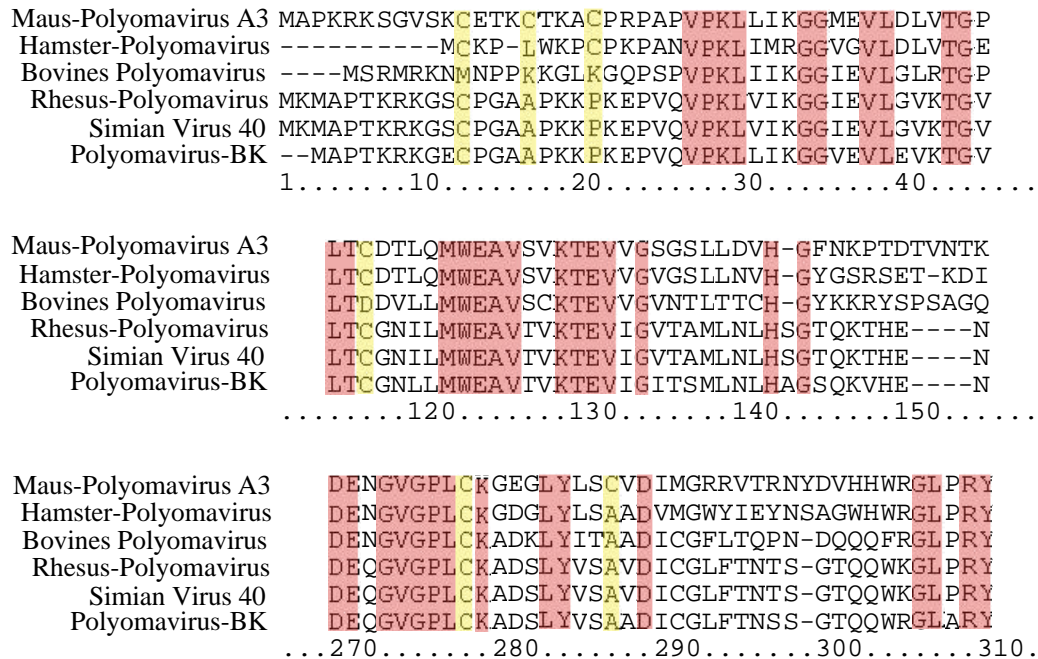 Maus-Polyomavirus A3 MAPKRKSGVSKCETKCTKACPRPAPVPKLLIKGGMEVLDLVTGP
Hamster-Polyomavirus ----------MCKP-LWKPCPKPANVPKLIMRGGVGVLDLVTGE
Bovines Polyomavirus ----MSRMRKNMNPPKKGLKGQPSPVPKLIIKGGIEVLGLRTGP
Rhesus-Polyomavirus MKMAPTKRKGSCPGAAPKKPKEPVQVPKLVIKGGIEVLGVKTGV
Simian Virus 40 MKMAPTKRKGSCPGAAPKKPKEPVQVPKLVIKGGIEVLGVKTGV
Polyomavirus-BK --MAPTKRKGECPGAAPKKPKEPVQVPKLLIKGGVEVLEVKTGV
1.......10........20........30........40.......
Maus-Polyomavirus A3 LTCDTLQMWEAVSVKTEVVGSGSLLDVH-GFNKPTDTVNTK
Hamster-Polyomavirus LTCDTLQMWEAVSVKTEVVGVGSLLNVH-GYGSRSET-KDI
Bovines Polyomavirus LTDDVLLMWEAVSCKTEVVGVNTLTTCH-GYKKRYSPSAGQ
Rhesus-Polyomavirus LTCGNILMWEAVTVKTEVIGVTAMLNLHSGTQKTHE----N
Simian Virus 40 LTCGNILMWEAVTVKTEVIGVTAMLNLHSGTQKTHE----N
Polyomavirus-BK LTCGNLLMWEAVTVKTEVIGITSMLNLHAGSQKVHE----N
........120.......130.......140.......150.......
Maus-Polyomavirus A3 DENGVGPLCKGEGLYLSCVDIMGRRVTRNYDVHHWRGLPRY
Hamster-Polyomavirus DENGVGPLCKGDGLYLSAADVMGWYIEYNSAGWHWRGLPRY
Bovines Polyomavirus DENGVGPLCKADKLYITAADICGFLTQPN-DQQQFRGLPRY
Rhesus-Polyomavirus DEQGVGPLCKADSLYVSAADICGLFTNTS-GTQQWKGLPRY
Simian Virus 40 DEQGVGPLCKADSLYVSAVDICGLFTNTS-GTQQWKGLPRY
Polyomavirus-BK DEQGVGPLCKADSLYVSAADICGLFTNSS-GTQQWRGLARY
...270.......280.......290.......300.......310.